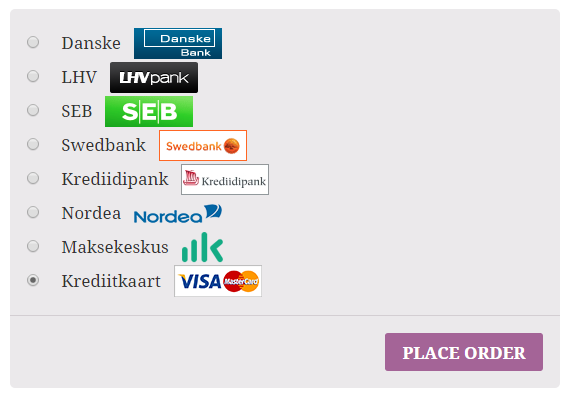 Danske Danske Bank
LHV LHVpank
SEB SEB
Swedbank Swedbank
Krediidipank Krediidipank
Nordea Nordea
Maksekeskus
Krediitkaart VISA MasterCard
PLACE ORDER